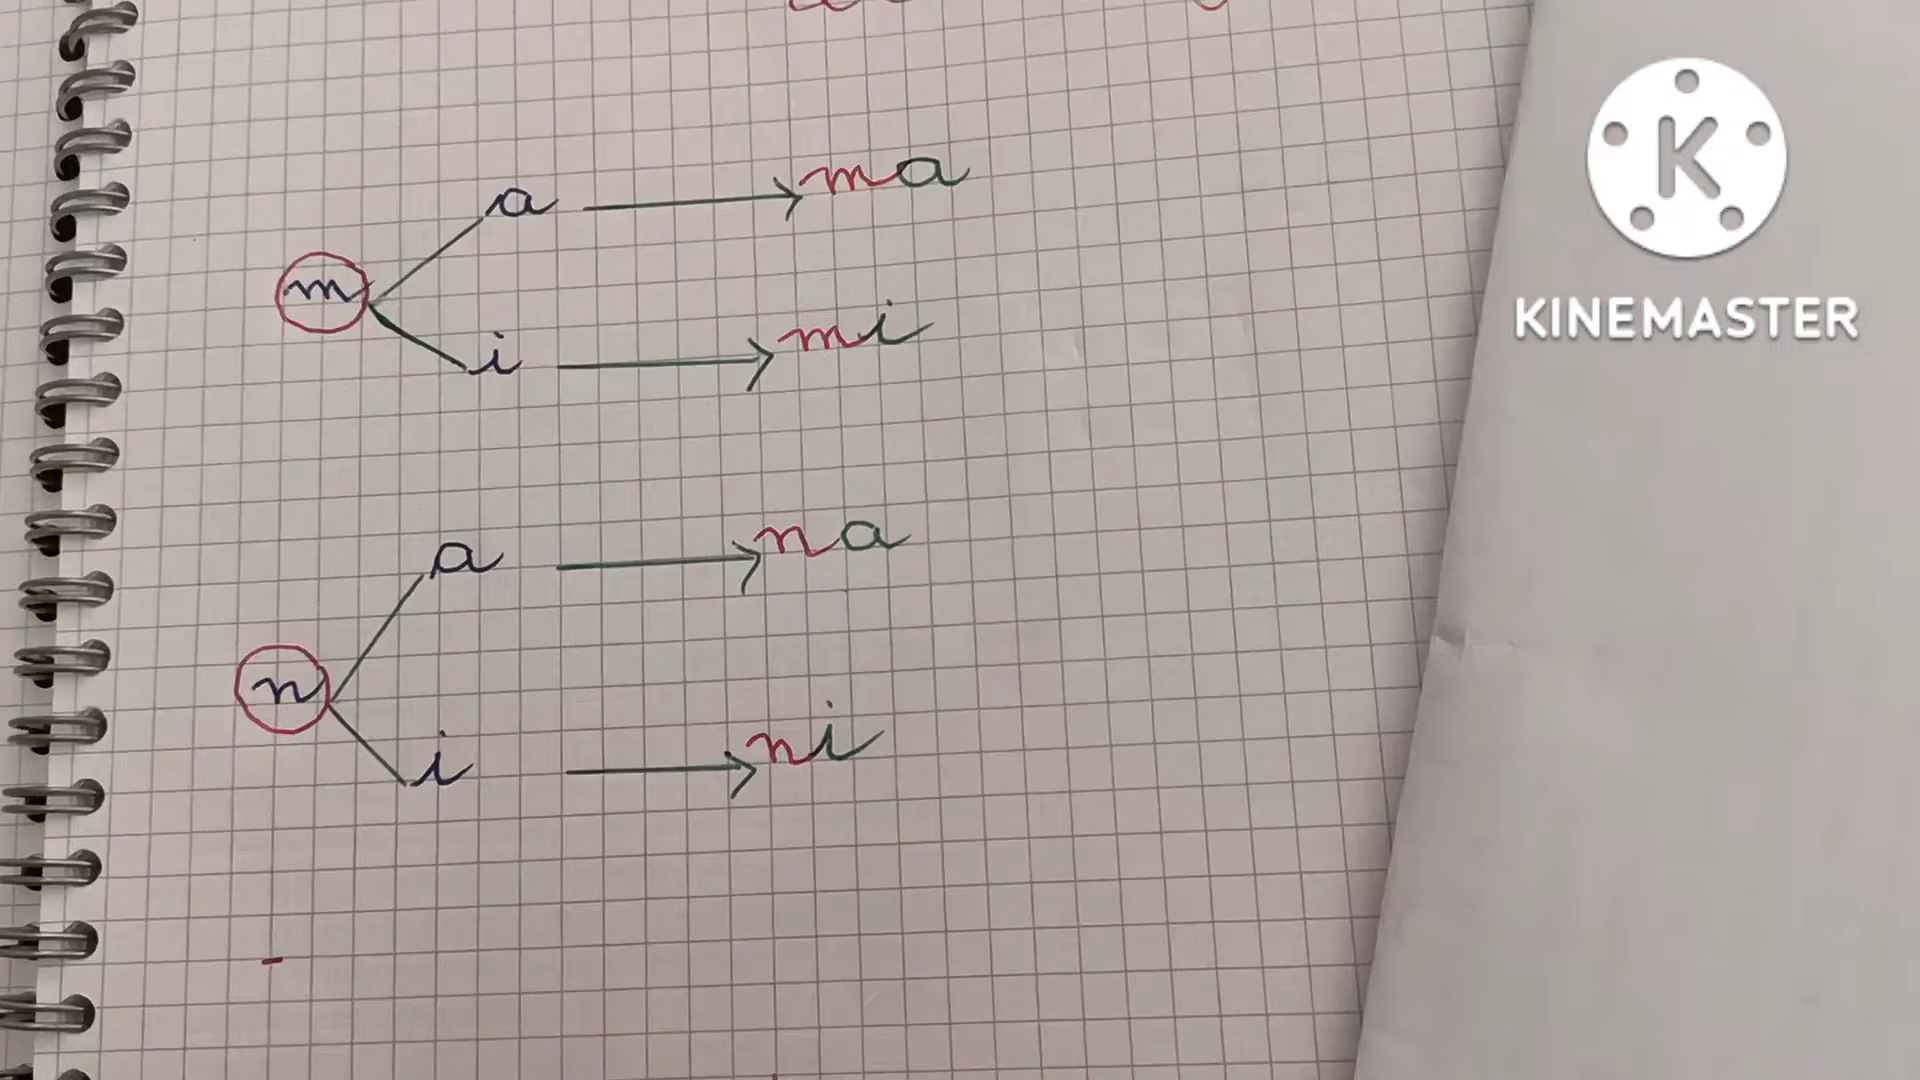 a → ma
m
i → mi
a → na
n
i → ni
KINEMASTER